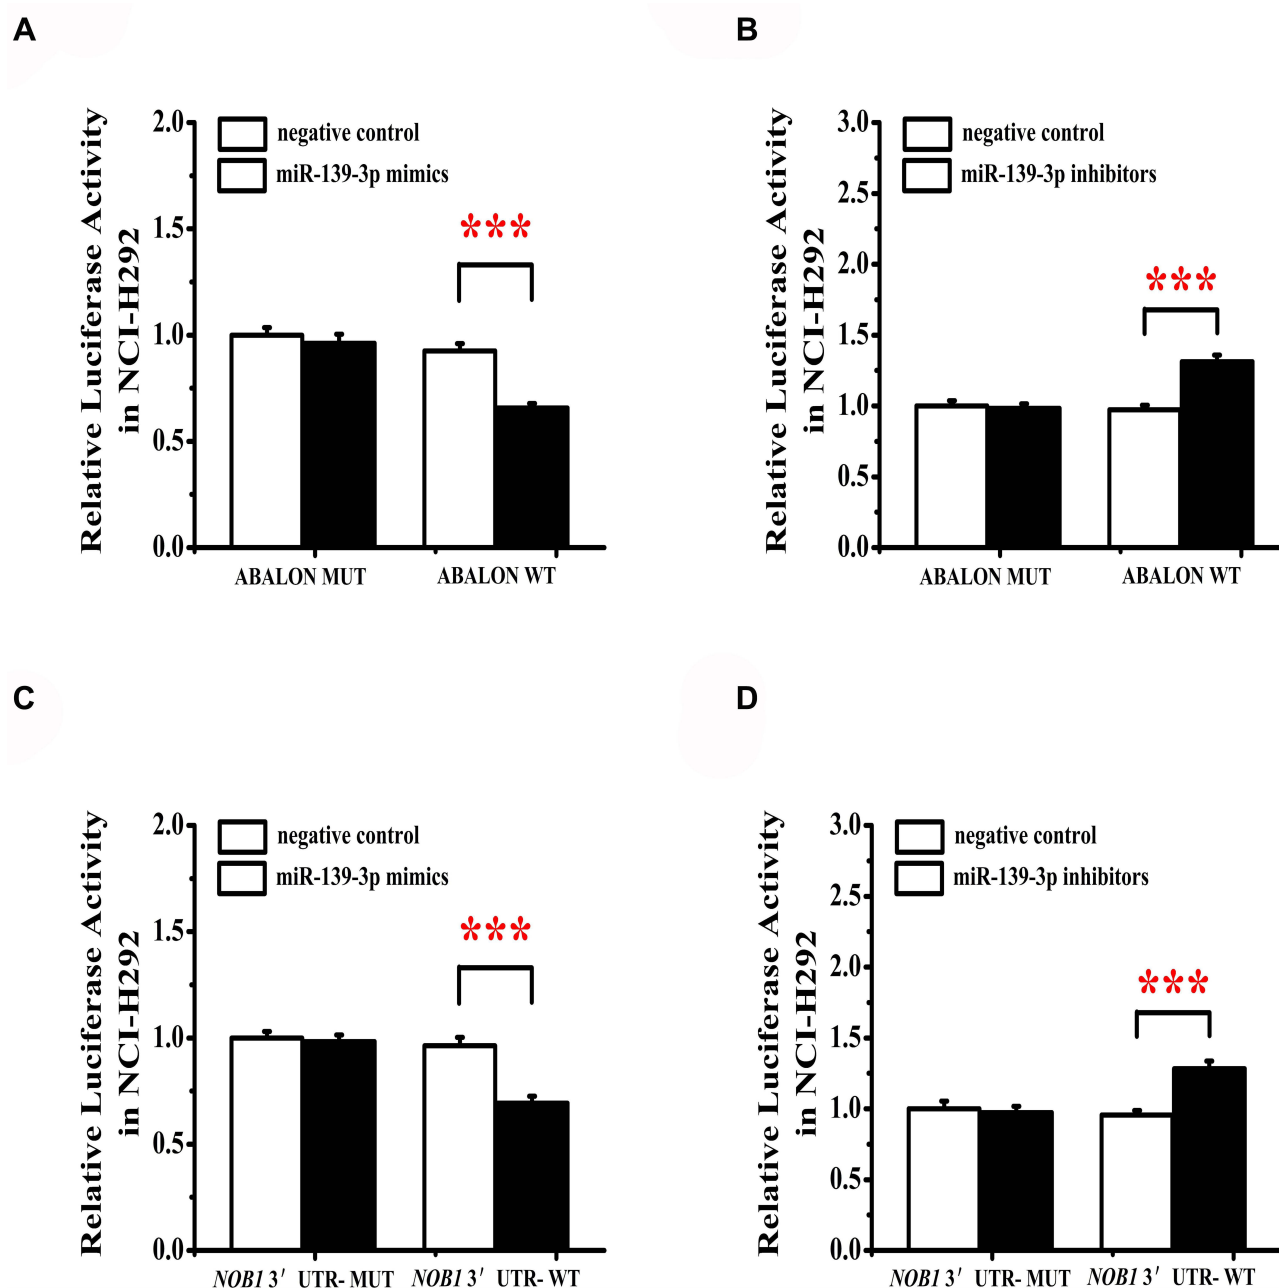 A
Relative Luciferase Activity
in NCI-H292
2.0
1.5
1.0
0.5
0.0
negative control
miR-139-3p mimics
***
ABALON MUT
ABALON WT
B
Relative Luciferase Activity
in NCI-H292
3.0
2.5
2.0
1.5
1.0
0.5
0.0
negative control
miR-139-3p inhibitors
***
ABALON MUT
ABALON WT
C
Relative Luciferase Activity
in NCI-H292
2.0
1.5
1.0
0.5
0.0
negative control
miR-139-3p mimics
***
NOB1 3' UTR- MUT
NOB1 3' UTR- WT
D
Relative Luciferase Activity
in NCI-H292
3.0
2.5
2.0
1.5
1.0
0.5
0.0
negative control
miR-139-3p inhibitors
***
NOB1 3' UTR- MUT
NOB1 3' UTR- WT